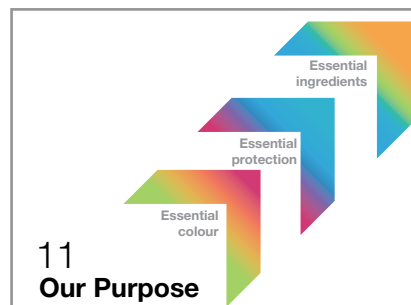 Essential
ingredients
Essential
protection
Essential
colour
11
Our Purpose